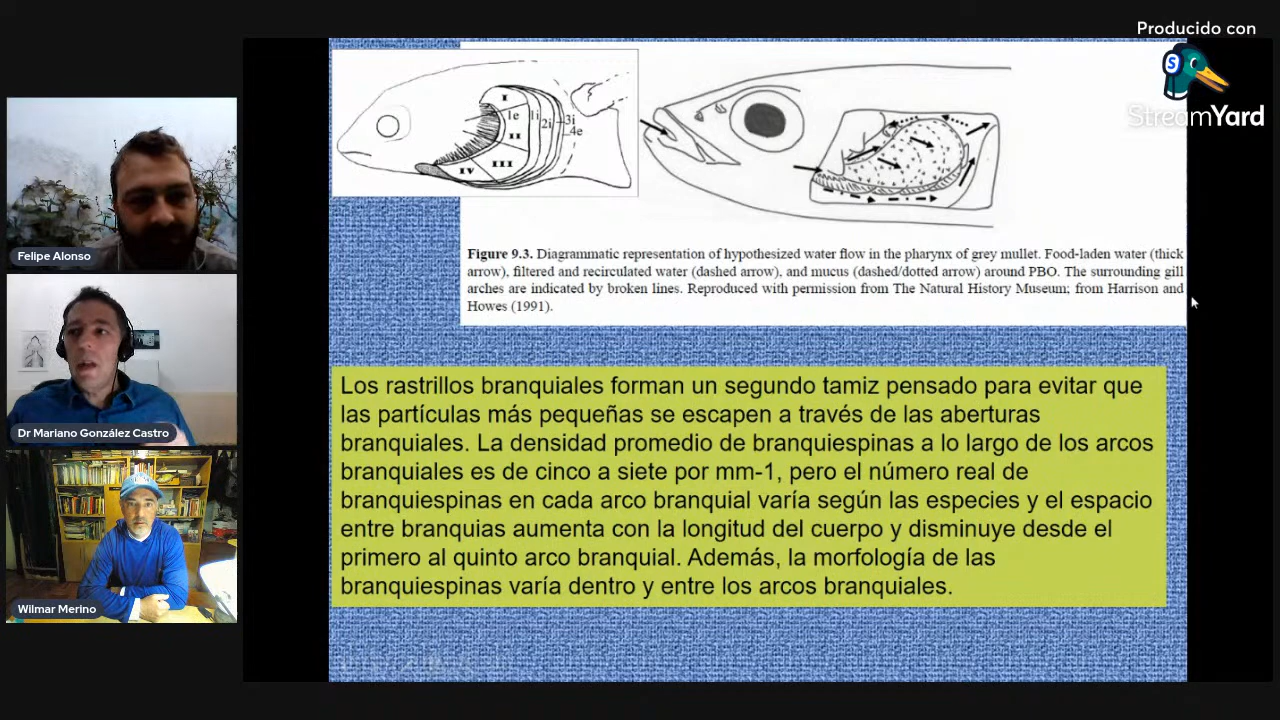 Producido con
StreamYard
I
1e
1i
2i
3i
4e
II
III
IV
Figure 9.3. Diagrammatic representation of hypothesized water flow in the pharynx of grey mullet. Food-laden water (thick
arrow), filtered and recirculated water (dashed arrow), and mucus (dashed/dotted arrow) around PBO. The surrounding gill
arches are indicated by broken lines. Reproduced with permission from The Natural History Museum; from Harrison and
Howes (1991).
Los rastrillos branquiales forman un segundo tamiz pensado para evitar que
las partículas más pequeñas se escapen a través de las aberturas
branquiales. La densidad promedio de branquiespinas a lo largo de los arcos
branquiales es de cinco a siete por mm-1, pero el número real de
branquiespinas en cada arco branquial varía según las especies y el espacio
entre branquias aumenta con la longitud del cuerpo y disminuye desde el
primero al quinto arco branquial. Además, la morfología de las
branquiespinas varía dentro y entre los arcos branquiales.
Felipe Alonso
Dr Mariano González Castro
Wilmar Merino